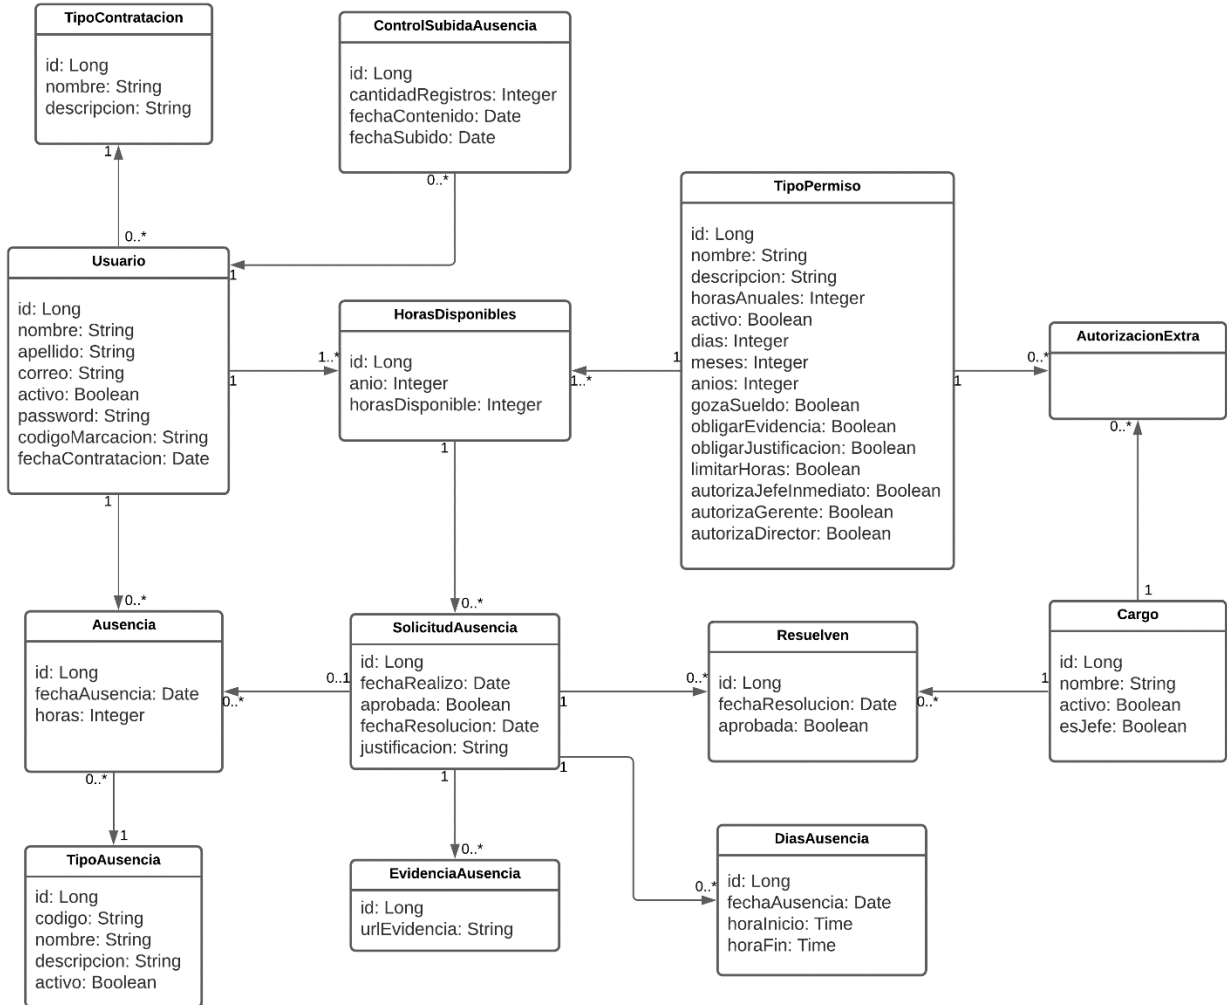 TipoContratacion
id: Long
nombre: String
descripcion: String
1
0..*
ControlSubidaAusencia
id: Long
cantidadRegistros: Integer
fechaContenido: Date
fechaSubido: Date
0..*
1
Usuario
id: Long
nombre: String
apellido: String
correo: String
activo: Boolean
password: String
codigoMarcacion: String
fechaContratacion: Date
1
1..*
1
0..*
HorasDisponibles
id: Long
anio: Integer
horasDisponible: Integer
1..*
1
1
0..*
TipoPermiso
id: Long
nombre: String
descripcion: String
horasAnuales: Integer
activo: Boolean
dias: Integer
meses: Integer
anios: Integer
gozaSueldo: Boolean
obligarEvidencia: Boolean
obligarJustificacion: Boolean
limitarHoras: Boolean
autorizaJefeInmediato: Boolean
autorizaGerente: Boolean
autorizaDirector: Boolean
1
0..*
AutorizacionExtra
0..*
1
Ausencia
id: Long
fechaAusencia: Date
horas: Integer
0..*
0..1
0..*
1
SolicitudAusencia
id: Long
fechaRealizo: Date
aprobada: Boolean
fechaResolucion: Date
justificacion: String
1
0..*
1
0..*
1
0..*
Resuelven
id: Long
fechaResolucion: Date
aprobada: Boolean
0..*
1
Cargo
id: Long
nombre: String
activo: Boolean
esJefe: Boolean
TipoAusencia
id: Long
codigo: String
nombre: String
descripcion: String
activo: Boolean
EvidenciaAusencia
id: Long
urlEvidencia: String
DiasAusencia
id: Long
fechaAusencia: Date
horaInicio: Time
horaFin: Time